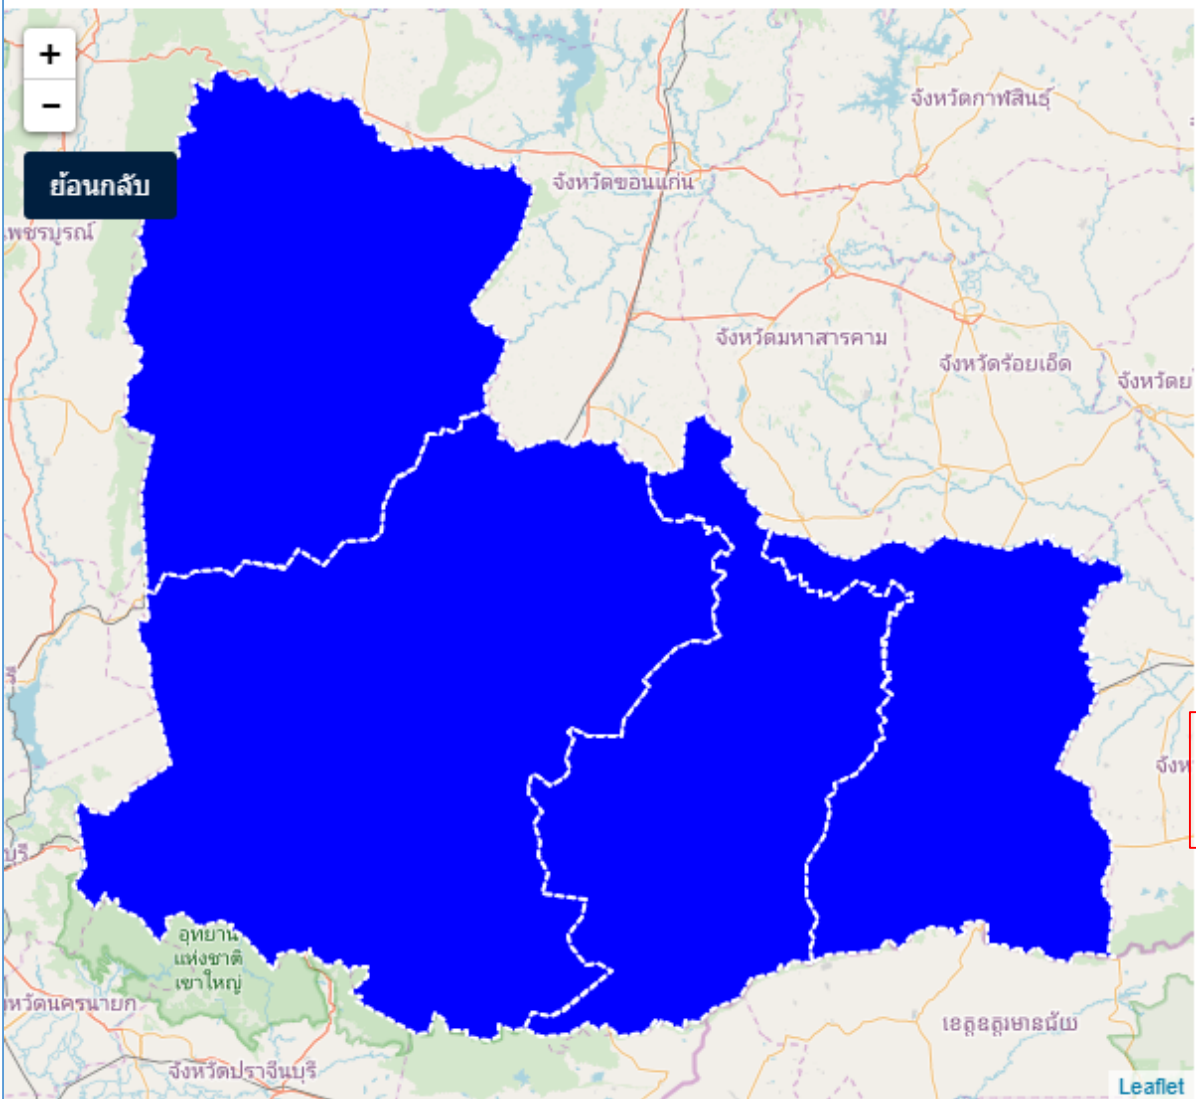 +
−
จังหวัดกาฬสินธุ์
ย้อนกลับ
จังหวัดขอนแก่น
พชรบูรณ์
จังหวัดมหาสารคาม
จังหวัดร้อยเอ็ด
จังหวัดย
จังห
บุรี
อุทยาน
แห่งชาติ
เขาใหญ่
หวัดนครนายก
ខេត្តឧត្តរមានជ័យ
จังหวัดปราจีนบุรี
Leaflet